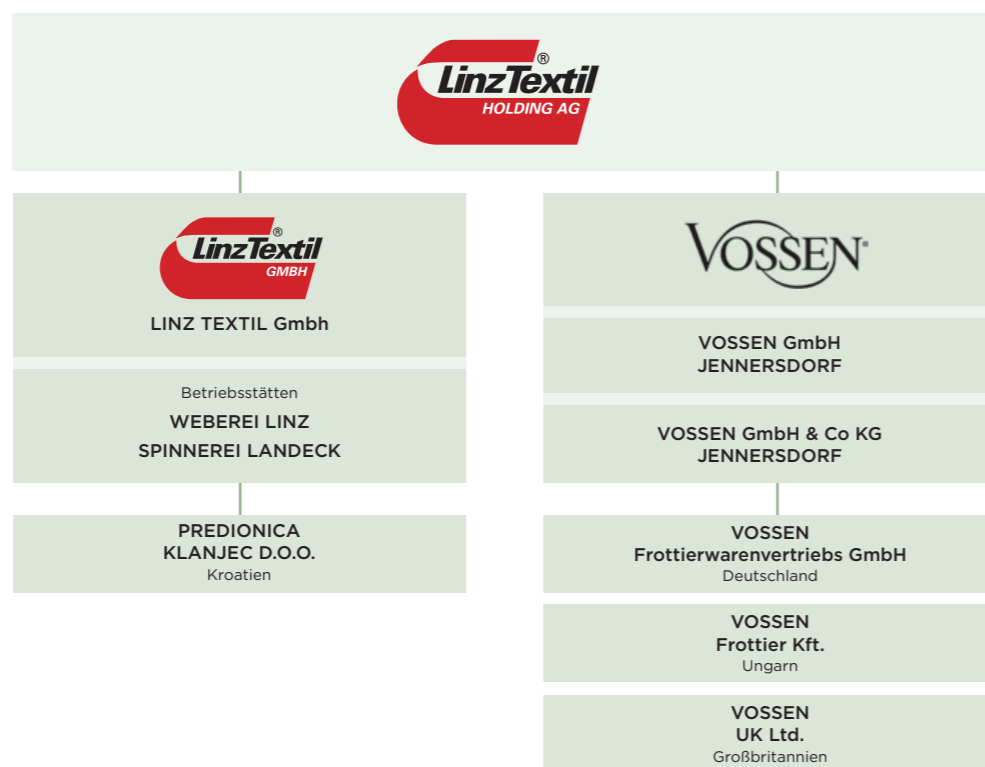 LinzTextil®
HOLDING AG
LinzTextil®
GMBH
LINZ TEXTIL Gmbh
Betriebsstätten
WEBEREI LINZ
SPINNEREI LANDECK
PREDIONICA
KLANJEC D.O.O.
Kroatien
VOSSEN®
VOSSEN GmbH
JENNERSDORF
VOSSEN GmbH & Co KG
JENNERSDORF
VOSSEN
Frottierwarenvertriebs GmbH
Deutschland
VOSSEN
Frottier Kft.
Ungarn
VOSSEN
UK Ltd.
Großbritannien